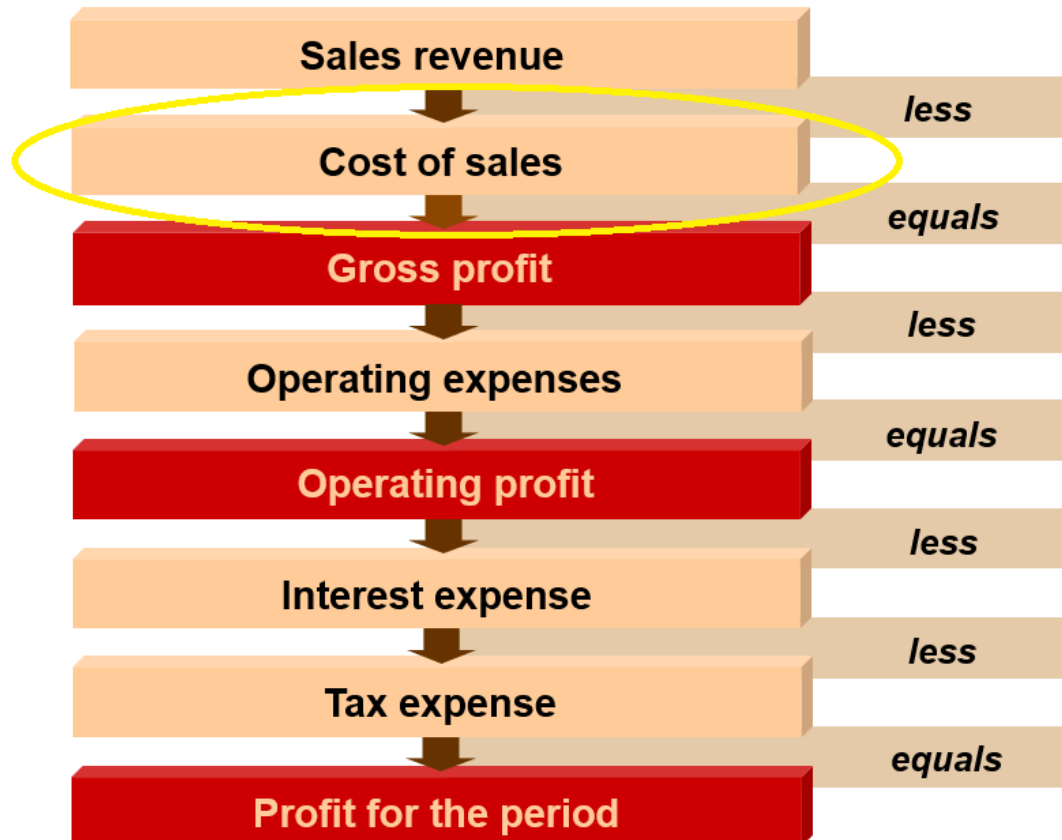 Sales revenue
less
Cost of sales
equals
Gross profit
less
Operating expenses
equals
Operating profit
less
Interest expense
less
Tax expense
equals
Profit for the period